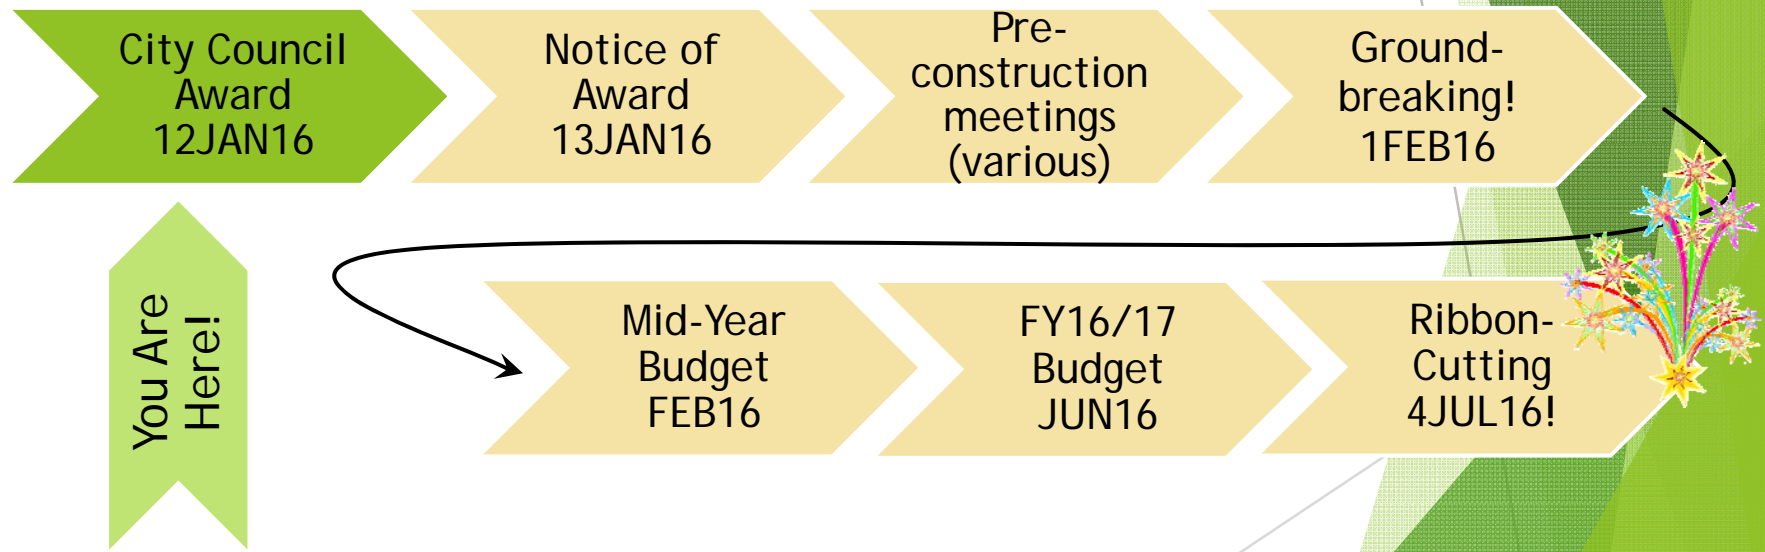 City Council
Award
12JAN16
Notice of
Award
13JAN16
Pre-
construction
meetings
(various)
Ground-
breaking!
1FEB16
You Are
Here!
Mid-Year
Budget
FEB16
FY16/17
Budget
JUN16
Ribbon-
Cutting
4JUL16!